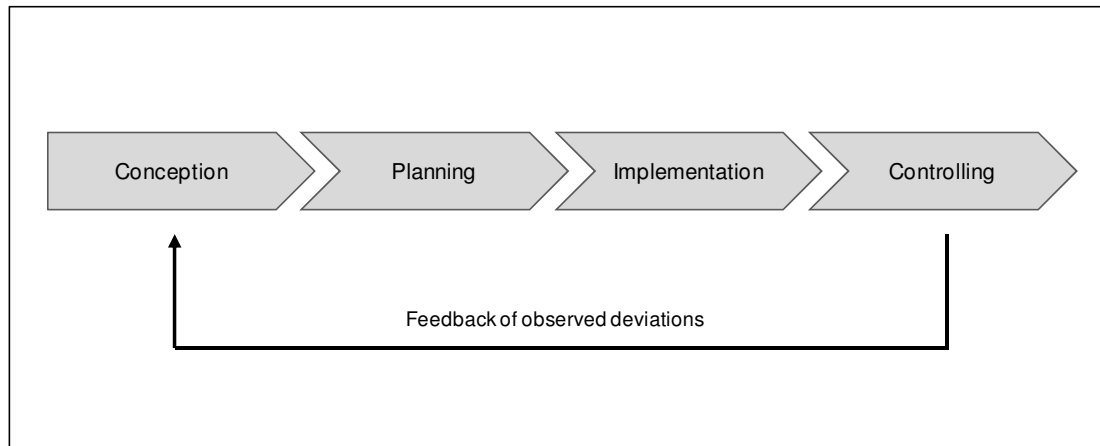 Conception
Planning
Implementation
Controlling
Feedback of observed deviations